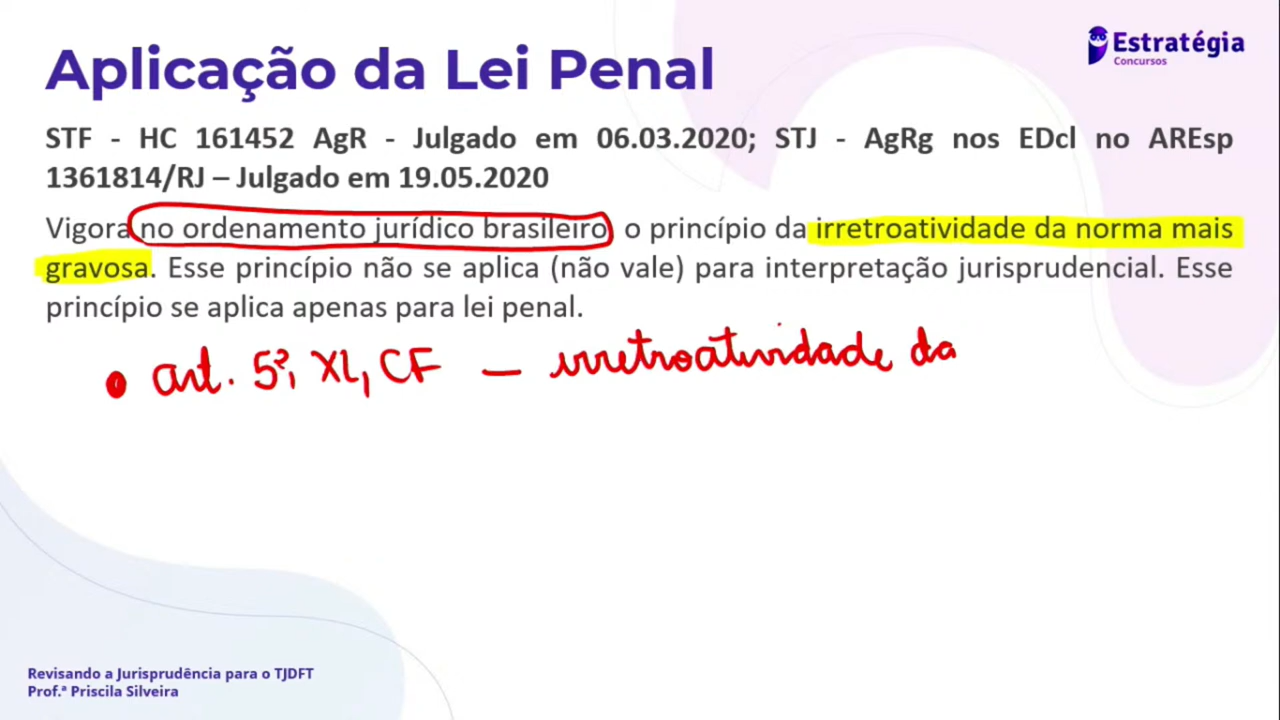 Aplicação da Lei Penal
Estratégia
Concursos
STF - HC 161452 AgR - Julgado em 06.03.2020; STJ - AgRg nos EDcl no AREsp
1361814/RJ – Julgado em 19.05.2020
Vigora no ordenamento jurídico brasileiro o princípio da irretroatividade da norma mais
gravosa. Esse princípio não se aplica (não vale) para interpretação jurisprudencial. Esse
princípio se aplica apenas para lei penal.
• art. 5º, XL, CF — irretroatividade da
Revisando a Jurisprudência para o TJDFT
Prof.ª Priscila Silveira